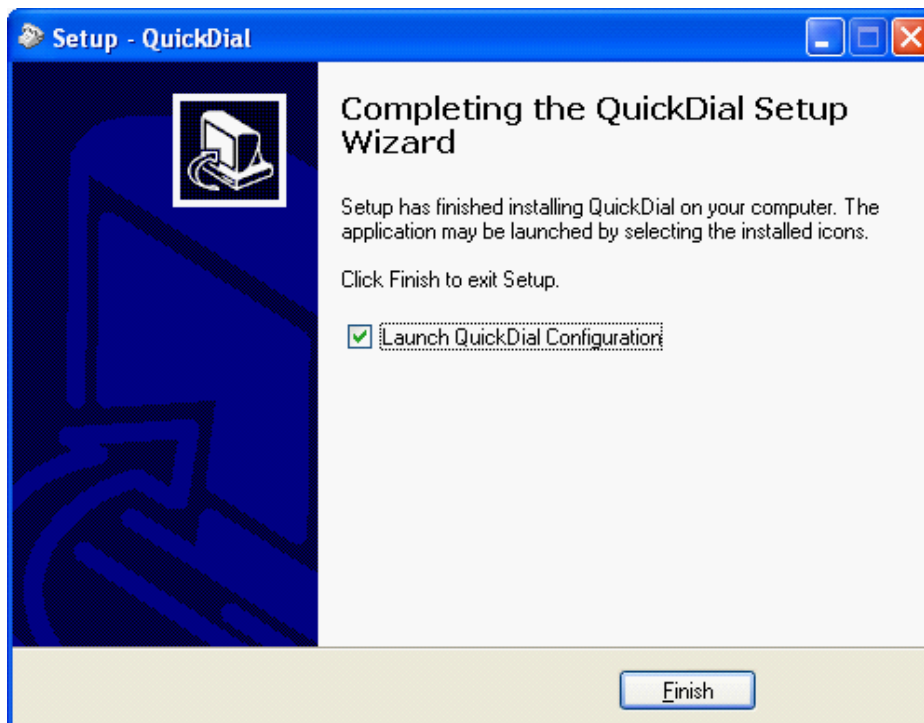 Setup - QuickDial
Completing the QuickDial Setup
Wizard
Setup has finished installing QuickDial on your computer. The
application may be launched by selecting the installed icons.
Click Finish to exit Setup.
Launch QuickDial Configuration
Finish